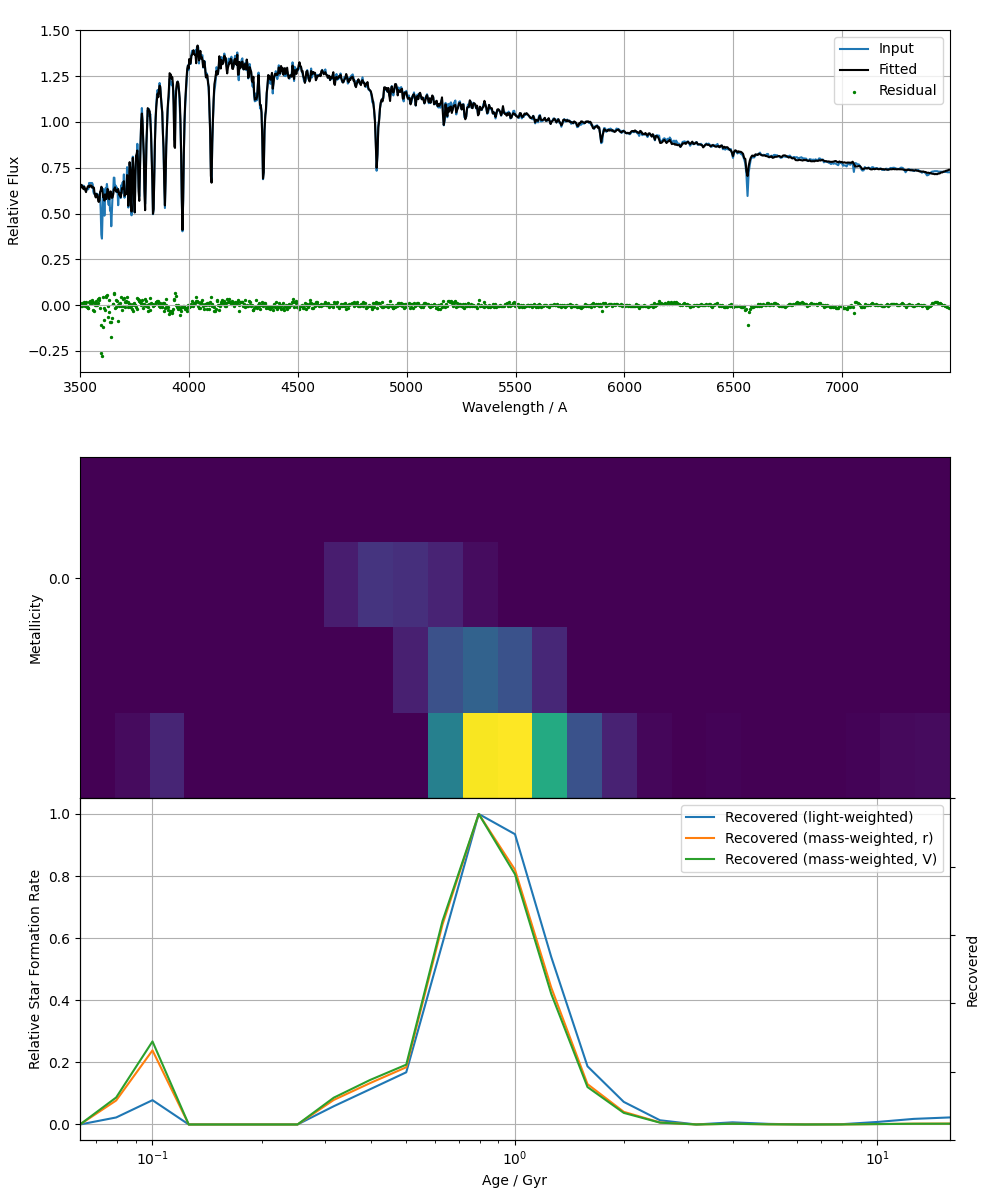 1.50
1.25
1.00
0.75
0.50
0.25
0.00
−0.25
Relative Flux
Input
Fitted
Residual
3500 4000 4500 5000 5500 6000 6500 7000
Wavelength / A
0.0
Metallicity
1.0
0.8
0.6
0.4
0.2
0.0
Relative Star Formation Rate
Recovered (light-weighted)
Recovered (mass-weighted, r)
Recovered (mass-weighted, V)
Recovered
10⁻¹ 10⁰ 10¹
Age / Gyr